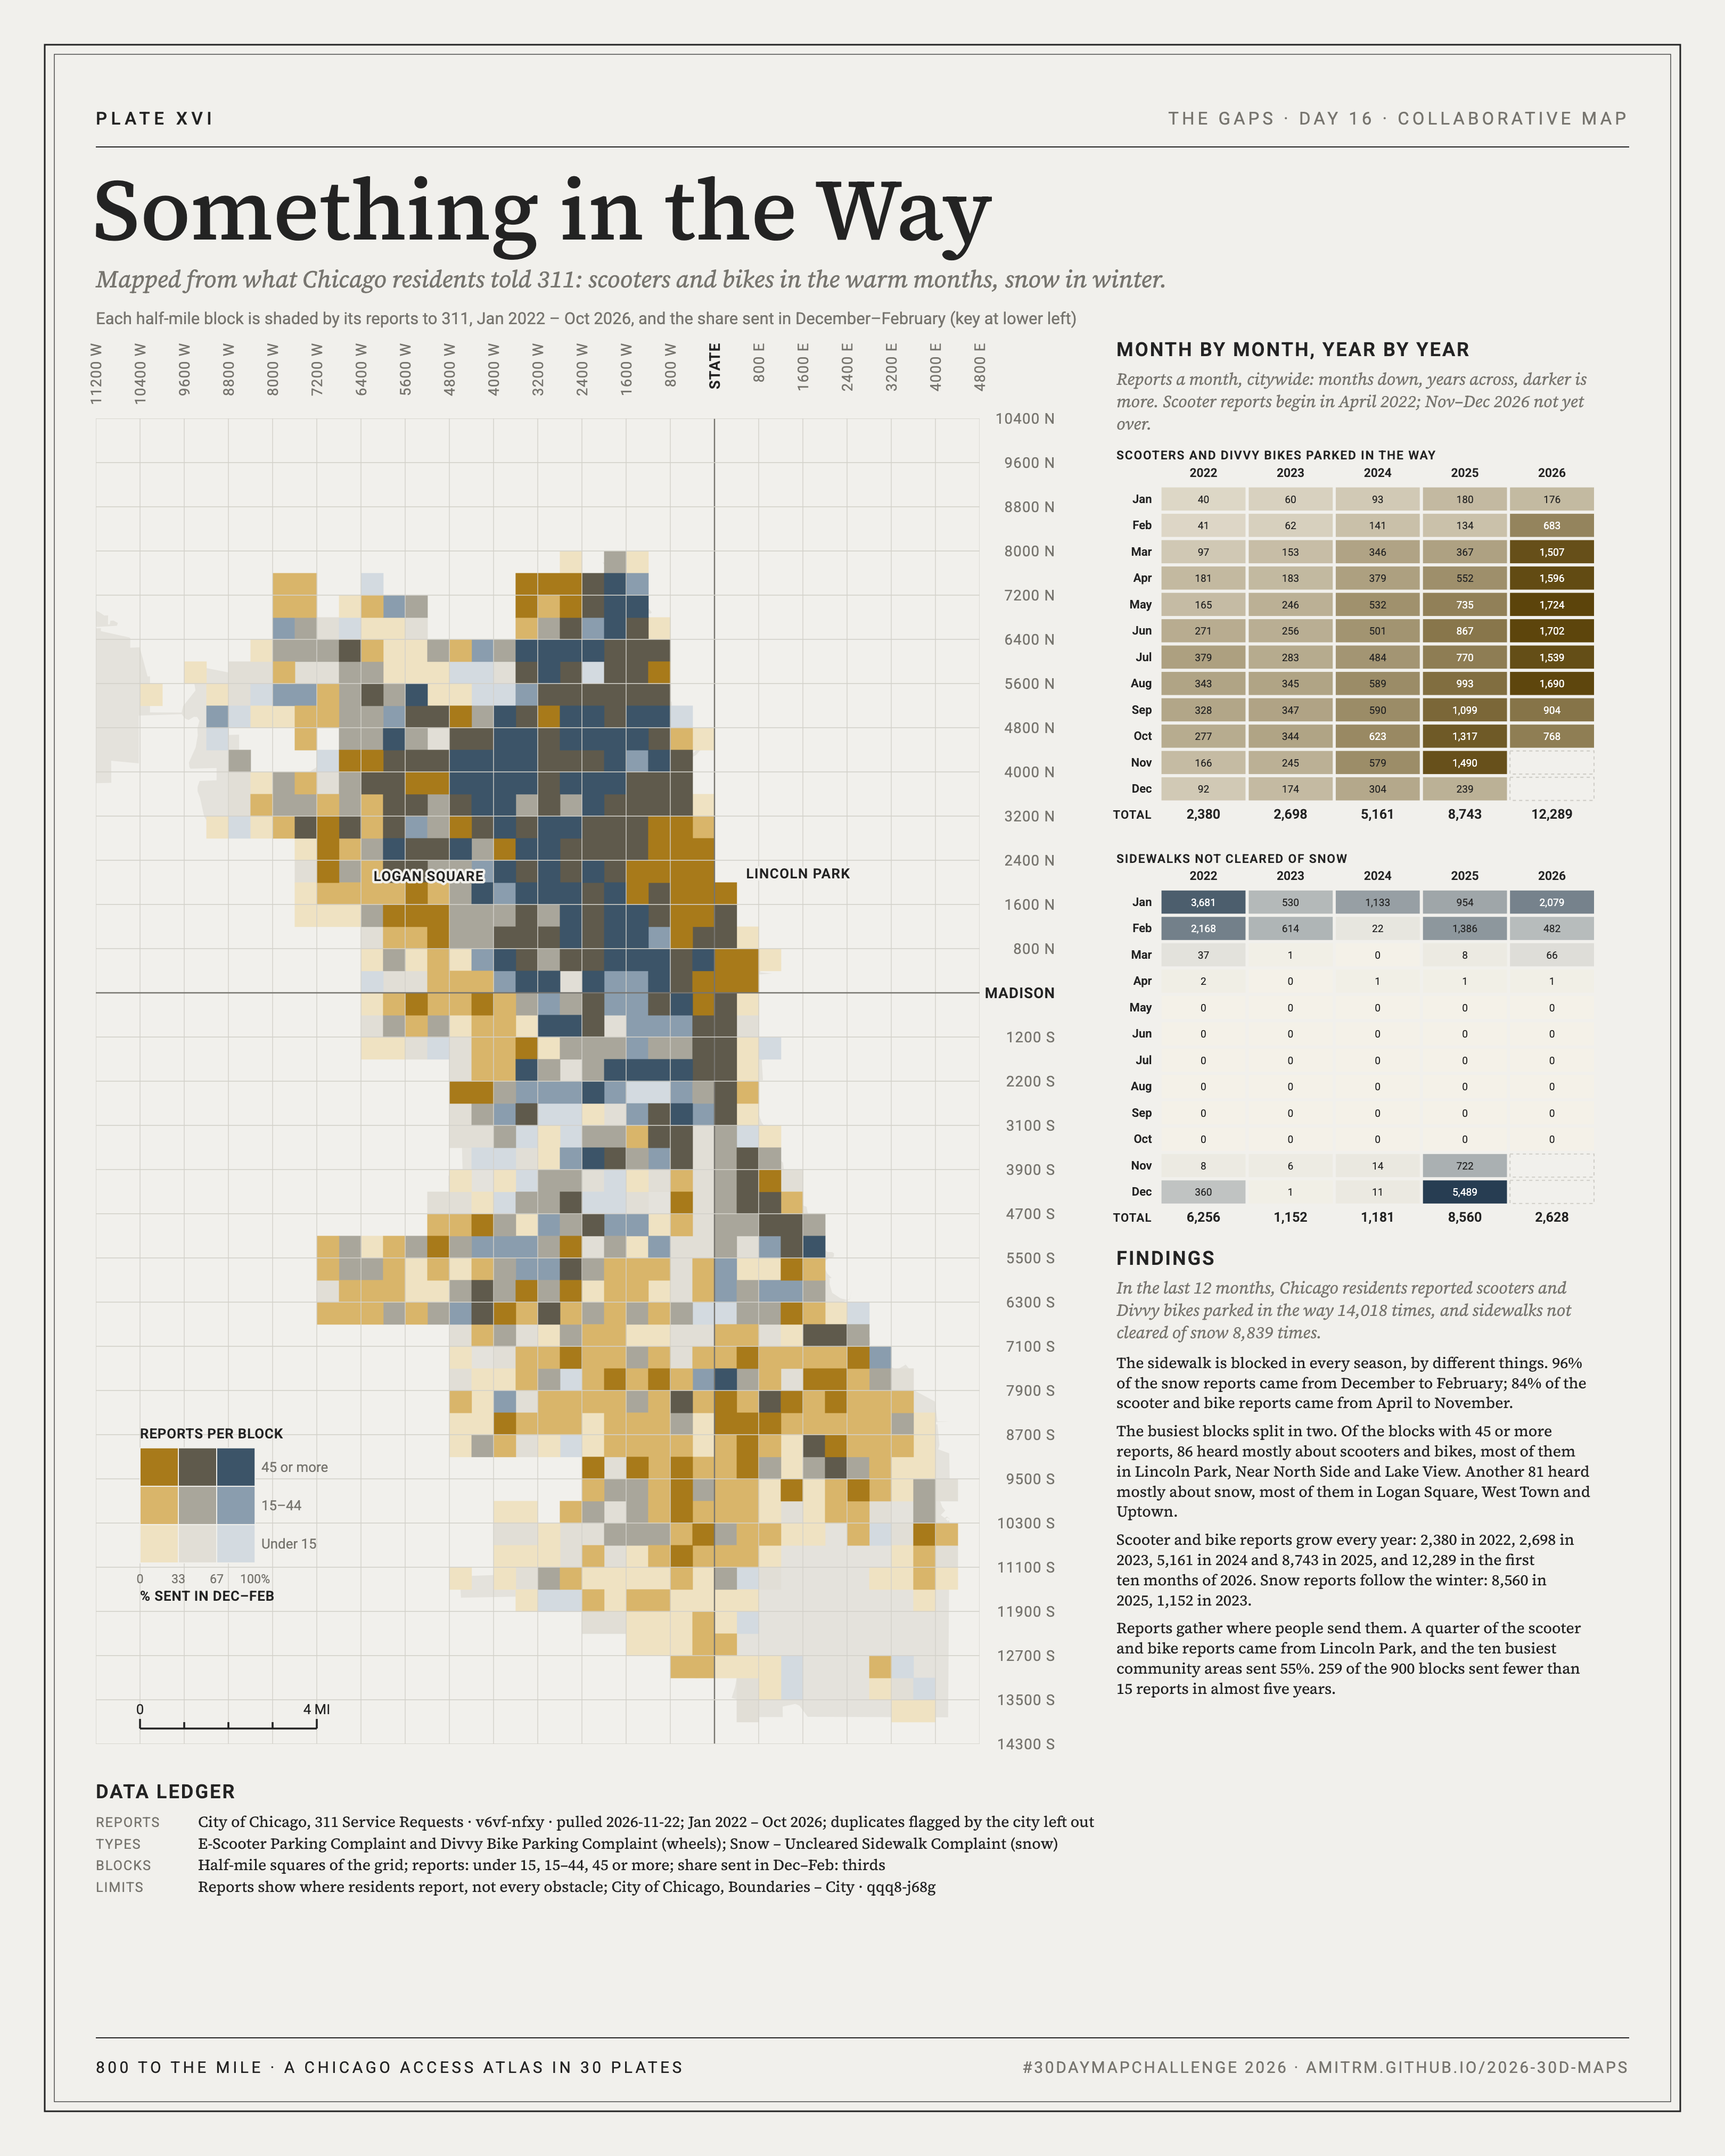 PLATE XVI
THE GAPS · DAY 16 · COLLABORATIVE MAP
Something in the Way
Mapped from what Chicago residents told 311: scooters and bikes in the warm months, snow in winter.
Each half-mile block is shaded by its reports to 311, Jan 2022 – Oct 2026, and the share sent in December–February (key at lower left)
11200 W
10400 W
9600 W
8800 W
8000 W
7200 W
6400 W
5600 W
4800 W
4000 W
3200 W
2400 W
1600 W
800 W
STATE
800 E
1600 E
2400 E
3200 E
4000 E
4800 E
10400 N
9600 N
8800 N
8000 N
7200 N
6400 N
5600 N
4800 N
4000 N
3200 N
2400 N
1600 N
800 N
MADISON
1200 S
2200 S
3100 S
3900 S
4700 S
5500 S
6300 S
7100 S
7900 S
8700 S
9500 S
10300 S
11100 S
11900 S
12700 S
13500 S
14300 S
LOGAN SQUARE
LINCOLN PARK
REPORTS PER BLOCK
45 or more
15–44
Under 15
0 33 67 100%
% SENT IN DEC–FEB
0 4 MI
MONTH BY MONTH, YEAR BY YEAR
Reports a month, citywide: months down, years across, darker is
more. Scooter reports begin in April 2022; Nov–Dec 2026 not yet
over.
SCOOTERS AND DIVVY BIKES PARKED IN THE WAY
2022 2023 2024 2025 2026
Jan 40 60 93 180 176
Feb 41 62 141 134 683
Mar 97 153 346 367 1,507
Apr 181 183 379 552 1,596
May 165 246 532 735 1,724
Jun 271 256 501 867 1,702
Jul 379 283 484 770 1,539
Aug 343 345 589 993 1,690
Sep 328 347 590 1,099 904
Oct 277 344 623 1,317 768
Nov 166 245 579 1,490
Dec 92 174 304 239
TOTAL 2,380 2,698 5,161 8,743 12,289
SIDEWALKS NOT CLEARED OF SNOW
2022 2023 2024 2025 2026
Jan 3,681 530 1,133 954 2,079
Feb 2,168 614 22 1,386 482
Mar 37 1 0 8 66
Apr 2 0 1 1 1
May 0 0 0 0 0
Jun 0 0 0 0 0
Jul 0 0 0 0 0
Aug 0 0 0 0 0
Sep 0 0 0 0 0
Oct 0 0 0 0 0
Nov 8 6 14 722
Dec 360 1 11 5,489
TOTAL 6,256 1,152 1,181 8,560 2,628
FINDINGS
In the last 12 months, Chicago residents reported scooters and
Divvy bikes parked in the way 14,018 times, and sidewalks not
cleared of snow 8,839 times.
The sidewalk is blocked in every season, by different things. 96%
of the snow reports came from December to February; 84% of the
scooter and bike reports came from April to November.
The busiest blocks split in two. Of the blocks with 45 or more
reports, 86 heard mostly about scooters and bikes, most of them
in Lincoln Park, Near North Side and Lake View. Another 81 heard
mostly about snow, most of them in Logan Square, West Town and
Uptown.
Scooter and bike reports grow every year: 2,380 in 2022, 2,698 in
2023, 5,161 in 2024 and 8,743 in 2025, and 12,289 in the first
ten months of 2026. Snow reports follow the winter: 8,560 in
2025, 1,152 in 2023.
Reports gather where people send them. A quarter of the scooter
and bike reports came from Lincoln Park, and the ten busiest
community areas sent 55%. 259 of the 900 blocks sent fewer than
15 reports in almost five years.
DATA LEDGER
REPORTS City of Chicago, 311 Service Requests · v6vf-nfxy · pulled 2026-11-22; Jan 2022 – Oct 2026; duplicates flagged by the city left out
TYPES E-Scooter Parking Complaint and Divvy Bike Parking Complaint (wheels); Snow – Uncleared Sidewalk Complaint (snow)
BLOCKS Half-mile squares of the grid; reports: under 15, 15–44, 45 or more; share sent in Dec–Feb: thirds
LIMITS Reports show where residents report, not every obstacle; City of Chicago, Boundaries – City · qqq8-j68g
800 TO THE MILE · A CHICAGO ACCESS ATLAS IN 30 PLATES
#30DAYMAPCHALLENGE 2026 · AMITRM.GITHUB.IO/2026-30D-MAPS